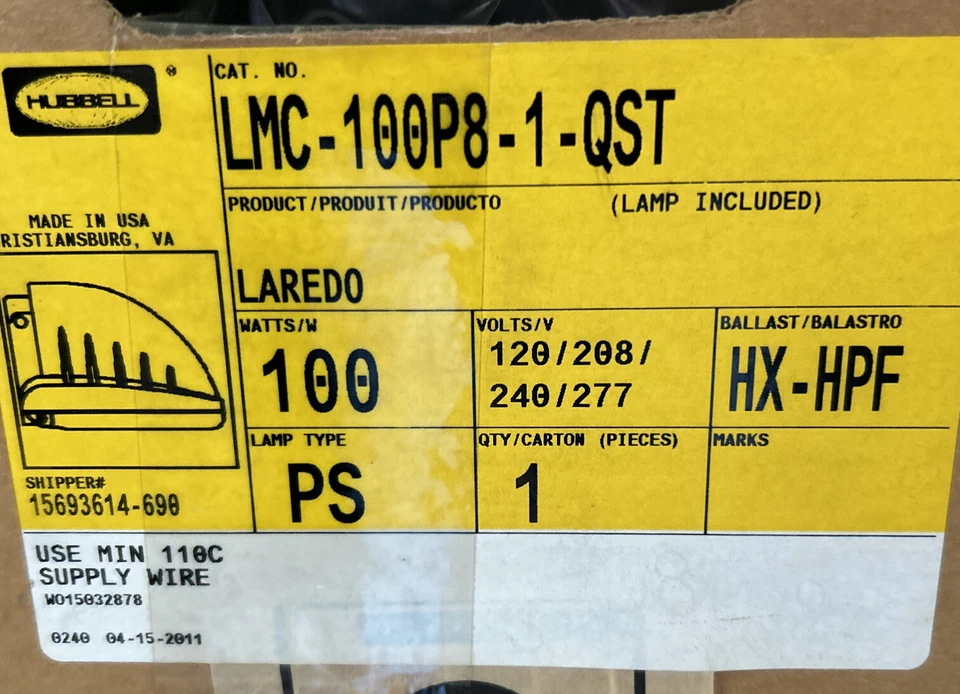 HUBBELL®
CAT. NO.
LMC-100P8-1-QST
PRODUCT/PRODUIT/PRODUCTO (LAMP INCLUDED)
MADE IN USA
RISTIANSBURG, VA
LAREDO
WATTS/W
100
VOLTS/V
120/208/
240/277
BALLAST/BALASTRO
HX-HPF
LAMP TYPE
PS
QTY/CARTON (PIECES)
1
MARKS
SHIPPER#
15693614-690
USE MIN 110C
SUPPLY WIRE
WO15032878
0240 04-15-2011